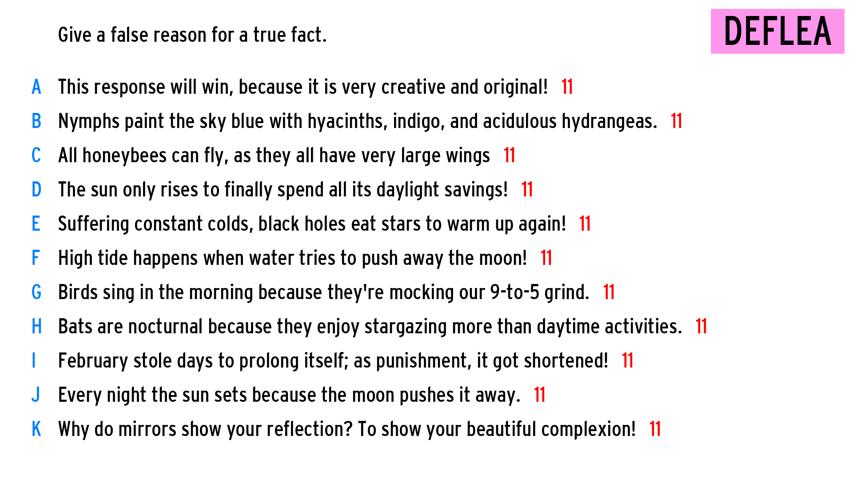 Give a false reason for a true fact.
DEFLEA
A This response will win, because it is very creative and original! 11
B Nymphs paint the sky blue with hyacinths, indigo, and acidulous hydrangeas. 11
C All honeybees can fly, as they all have very large wings 11
D The sun only rises to finally spend all its daylight savings! 11
E Suffering constant colds, black holes eat stars to warm up again! 11
F High tide happens when water tries to push away the moon! 11
G Birds sing in the morning because they're mocking our 9-to-5 grind. 11
H Bats are nocturnal because they enjoy stargazing more than daytime activities. 11
I February stole days to prolong itself; as punishment, it got shortened! 11
J Every night the sun sets because the moon pushes it away. 11
K Why do mirrors show your reflection? To show your beautiful complexion! 11